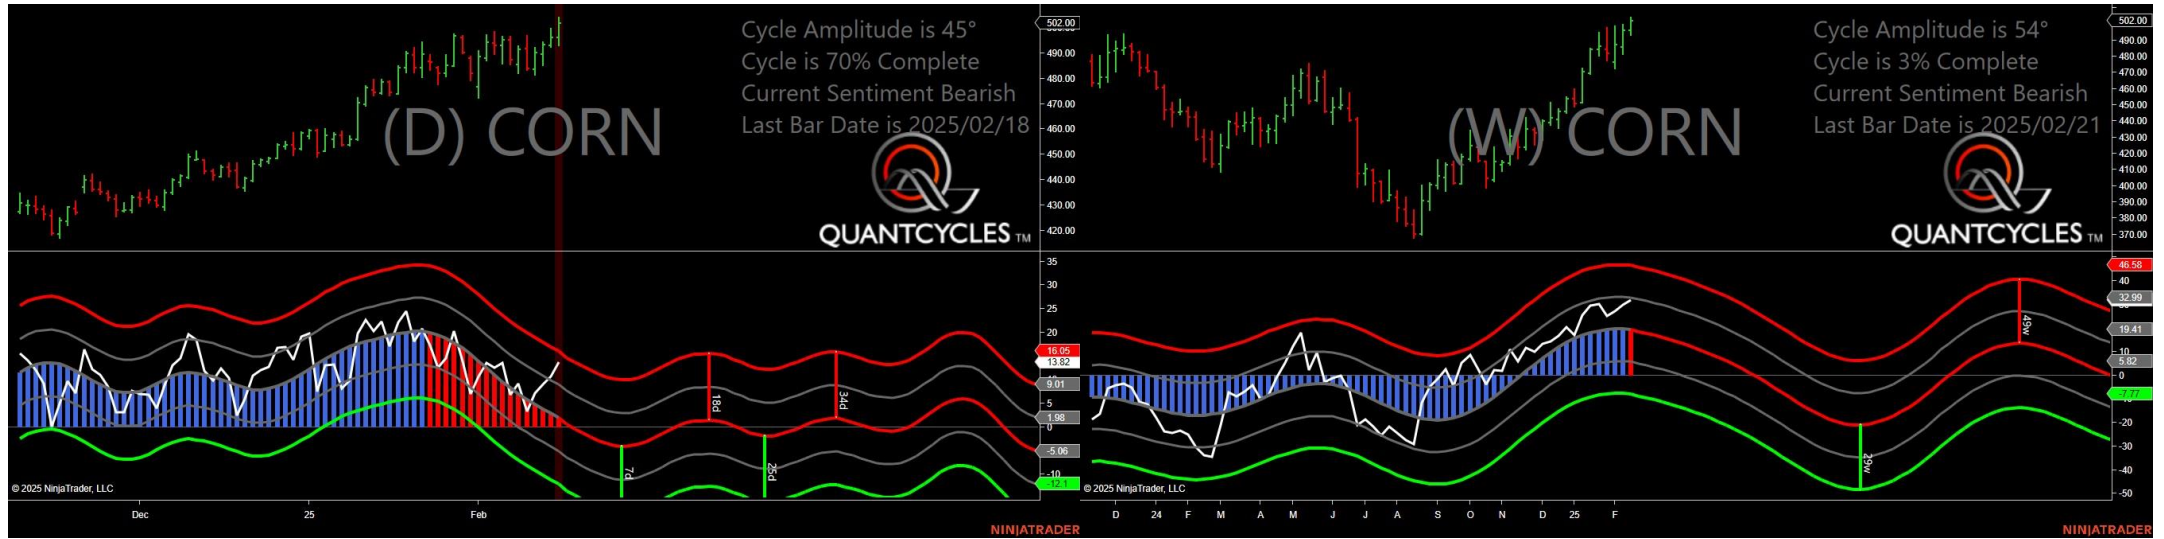 Cycle Amplitude is 45°
Cycle is 70% Complete
Current Sentiment Bearish
Last Bar Date is 2025/02/18
(D) CORN
QUANTCYCLES TM
502.00
490.00
480.00
470.00
460.00
450.00
440.00
430.00
420.00
35
30
25
20
16.05
13.82
9.01
5
1.98
0
-5.06
-10
-12.1
7d
18d
25d
34d
© 2025 NinjaTrader, LLC
Dec
25
Feb
NINJATRADER
Cycle Amplitude is 54°
Cycle is 3% Complete
Current Sentiment Bearish
Last Bar Date is 2025/02/21
(W) CORN
QUANTCYCLES TM
502.00
490.00
480.00
470.00
460.00
450.00
440.00
430.00
420.00
410.00
400.00
390.00
380.00
370.00
46.58
40
32.99
19.41
10
5.82
0
-7.77
-20
-30
-40
-50
29w
49w
© 2025 NinjaTrader, LLC
D 24 F M A M J J A S O N D 25 F
NINJATRADER